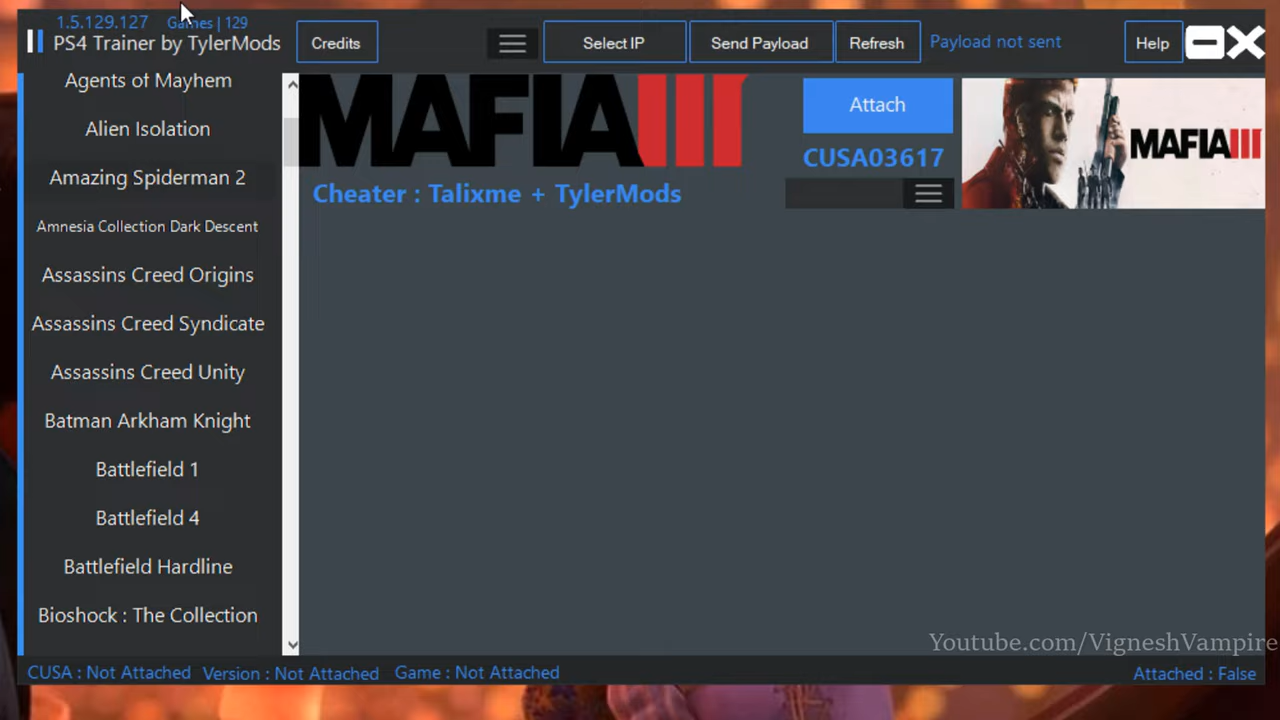 1.5.129.127 Games | 129
PS4 Trainer by TylerMods
Credits
Select IP
Send Payload
Refresh
Payload not sent
Help
Agents of Mayhem
Alien Isolation
Amazing Spiderman 2
Amnesia Collection Dark Descent
Assassins Creed Origins
Assassins Creed Syndicate
Assassins Creed Unity
Batman Arkham Knight
Battlefield 1
Battlefield 4
Battlefield Hardline
Bioshock : The Collection
MAFIA III
Cheater : Talixme + TylerMods
Attach
CUSA03617
MAFIA III
Youtube.com/VigneshVampire
CUSA : Not Attached
Version : Not Attached
Game : Not Attached
Attached : False